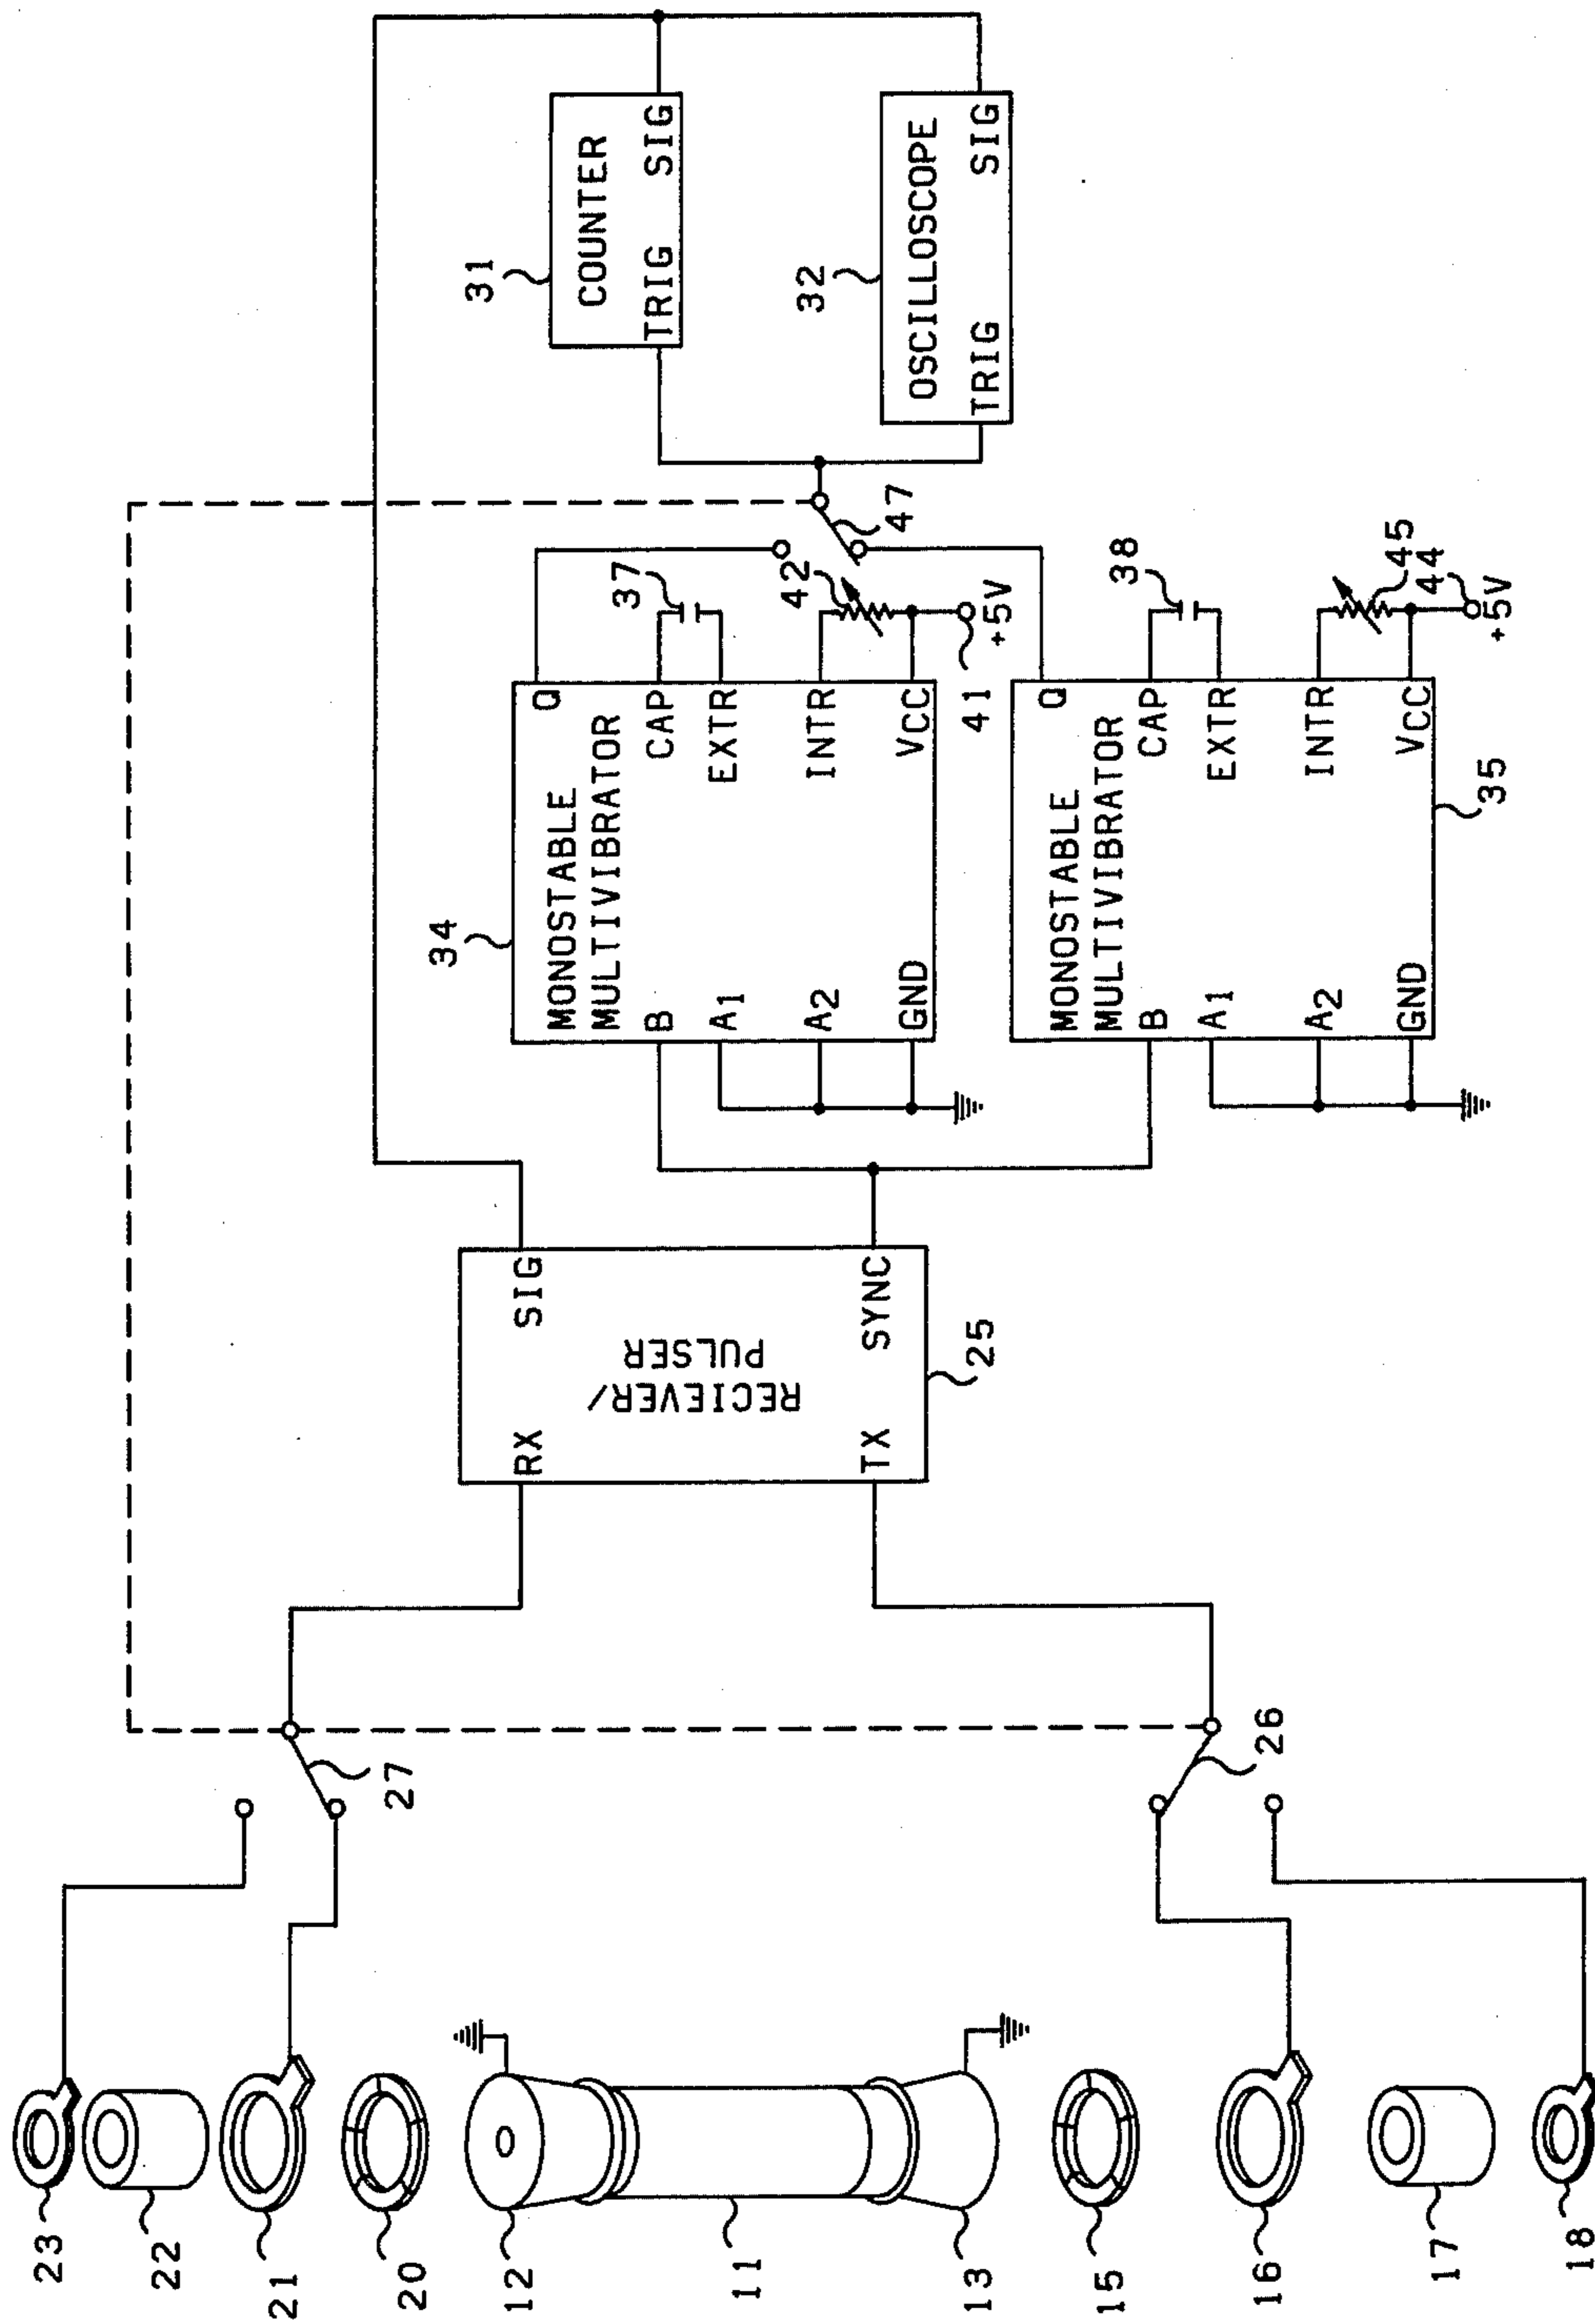 23
22
21
20
12
11
13
15
16
17
18
27
26
RECIEVER/
PULSER
RX
SIG
TX
SYNC
25
34
MONOSTABLE
MULTIVIBRATOR
Q
B
CAP
A1
EXTR
A2
INTR
GND
VCC
37
42
41
+5V
MONOSTABLE
MULTIVIBRATOR
Q
B
CAP
A1
EXTR
A2
INTR
GND
VCC
35
38
45
44
+5V
47
31
COUNTER
TRIG SIG
32
OSCILLOSCOPE
TRIG SIG